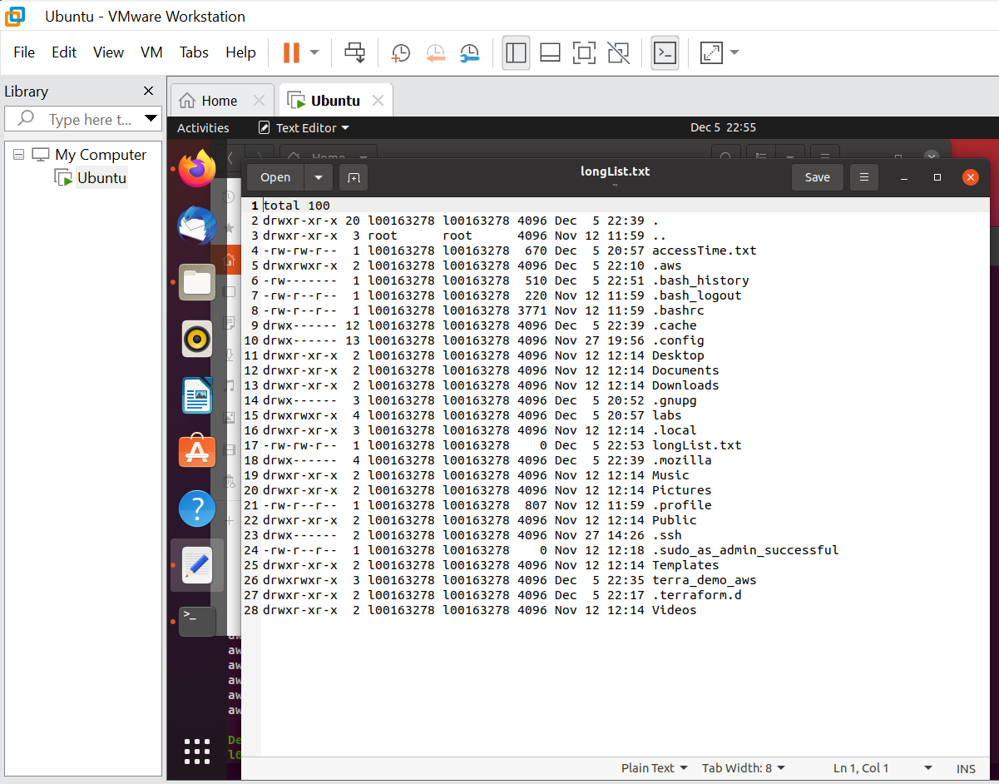 Ubuntu - VMware Workstation
File Edit View VM Tabs Help
Library
Type here t...
My Computer
Ubuntu
Home
Ubuntu
Activities
Text Editor
Dec 5 22:55
Home
Open
longList.txt
~
Save
1 total 100
2 drwxr-xr-x 20 l00163278 l00163278 4096 Dec  5 22:39 .
3 drwxr-xr-x  3 root      root      4096 Nov 12 11:59 ..
4 -rw-rw-r--  1 l00163278 l00163278  670 Dec  5 20:57 accessTime.txt
5 drwxrwxr-x  2 l00163278 l00163278 4096 Dec  5 22:10 .aws
6 -rw-------  1 l00163278 l00163278  510 Dec  5 22:51 .bash_history
7 -rw-r--r--  1 l00163278 l00163278  220 Nov 12 11:59 .bash_logout
8 -rw-r--r--  1 l00163278 l00163278 3771 Nov 12 11:59 .bashrc
9 drwx------ 12 l00163278 l00163278 4096 Dec  5 22:39 .cache
10 drwx------ 13 l00163278 l00163278 4096 Nov 27 19:56 .config
11 drwxr-xr-x  2 l00163278 l00163278 4096 Nov 12 12:14 Desktop
12 drwxr-xr-x  2 l00163278 l00163278 4096 Nov 12 12:14 Documents
13 drwxr-xr-x  2 l00163278 l00163278 4096 Nov 12 12:14 Downloads
14 drwx------  3 l00163278 l00163278 4096 Dec  5 20:52 .gnupg
15 drwxrwxr-x  4 l00163278 l00163278 4096 Dec  5 20:57 labs
16 drwxr-xr-x  3 l00163278 l00163278 4096 Nov 12 12:14 .local
17 -rw-rw-r--  1 l00163278 l00163278    0 Dec  5 22:53 longList.txt
18 drwx------  4 l00163278 l00163278 4096 Dec  5 22:39 .mozilla
19 drwxr-xr-x  2 l00163278 l00163278 4096 Nov 12 12:14 Music
20 drwxr-xr-x  2 l00163278 l00163278 4096 Nov 12 12:14 Pictures
21 -rw-r--r--  1 l00163278 l00163278  807 Nov 12 11:59 .profile
22 drwxr-xr-x  2 l00163278 l00163278 4096 Nov 12 12:14 Public
23 drwx------  2 l00163278 l00163278 4096 Nov 27 14:26 .ssh
24 -rw-r--r--  1 l00163278 l00163278    0 Nov 12 12:18 .sudo_as_admin_successful
25 drwxr-xr-x  2 l00163278 l00163278 4096 Nov 12 12:14 Templates
26 drwxrwxr-x  3 l00163278 l00163278 4096 Dec  5 22:35 terra_demo_aws
27 drwxr-xr-x  2 l00163278 l00163278 4096 Dec  5 22:17 .terraform.d
28 drwxr-xr-x  2 l00163278 l00163278 4096 Nov 12 12:14 Videos
aw
aw
aw
aw
aw
De
l0
Plain Text Tab Width: 8 Ln 1, Col 1 INS